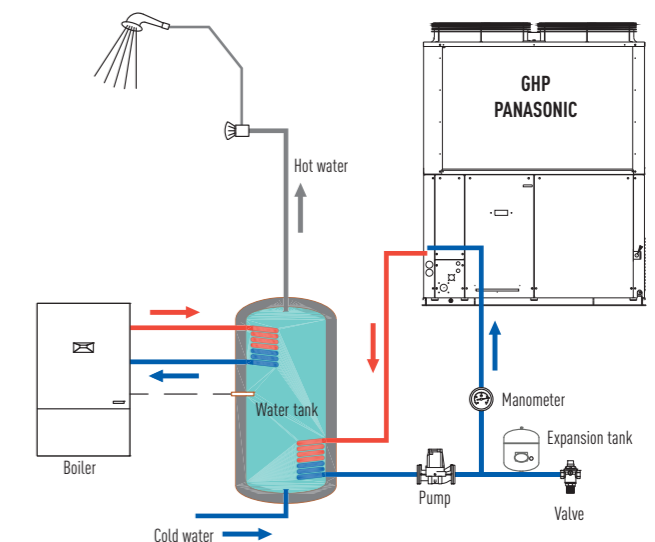 GHP
PANASONIC
Hot water
Water tank
Manometer
Expansion tank
Boiler
Pump
Valve
Cold water